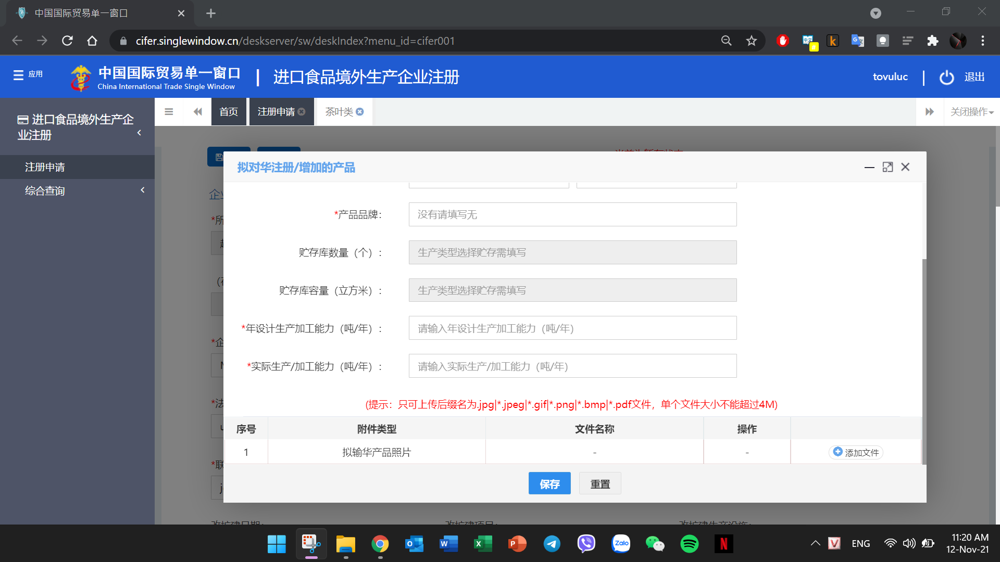 中国国际贸易单一窗口
cifer.singlewindow.cn/deskserver/sw/deskIndex?menu_id=cifer001
应用
中国国际贸易单一窗口
China International Trade Single Window
进口食品境外生产企业注册
tovuluc
退出
进口食品境外生产企
业注册
注册申请
综合查询
首页
注册申请
茶叶类
关闭操作
拟对华注册/增加的产品
*产品品牌：
没有请填写无
贮存库数量（个）：
生产类型选择贮存需填写
贮存库容量（立方米）：
生产类型选择贮存需填写
*年设计生产加工能力（吨/年）：
请输入年设计生产加工能力（吨/年）
*实际生产/加工能力（吨/年）：
请输入实际生产/加工能力（吨/年）
(提示：只可上传后缀名为.jpg|*.jpeg|*.gif|*.png|*.bmp|*.pdf文件，单个文件大小不能超过4M)
序号 附件类型 文件名称 操作
1 拟输华产品照片 - - 添加文件
保存 重置
*所
*企
*法
*联
Zalo
ENG
11:20 AM
12-Nov-21